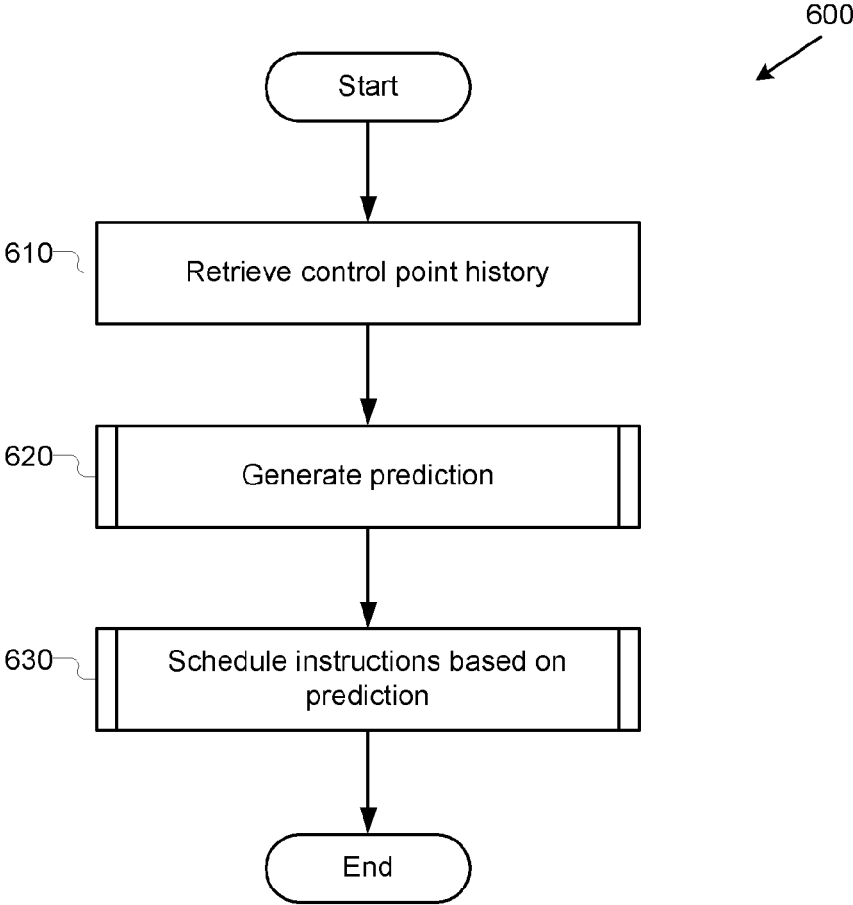 600
Start
610
Retrieve control point history
620
Generate prediction
630
Schedule instructions based on
prediction
End